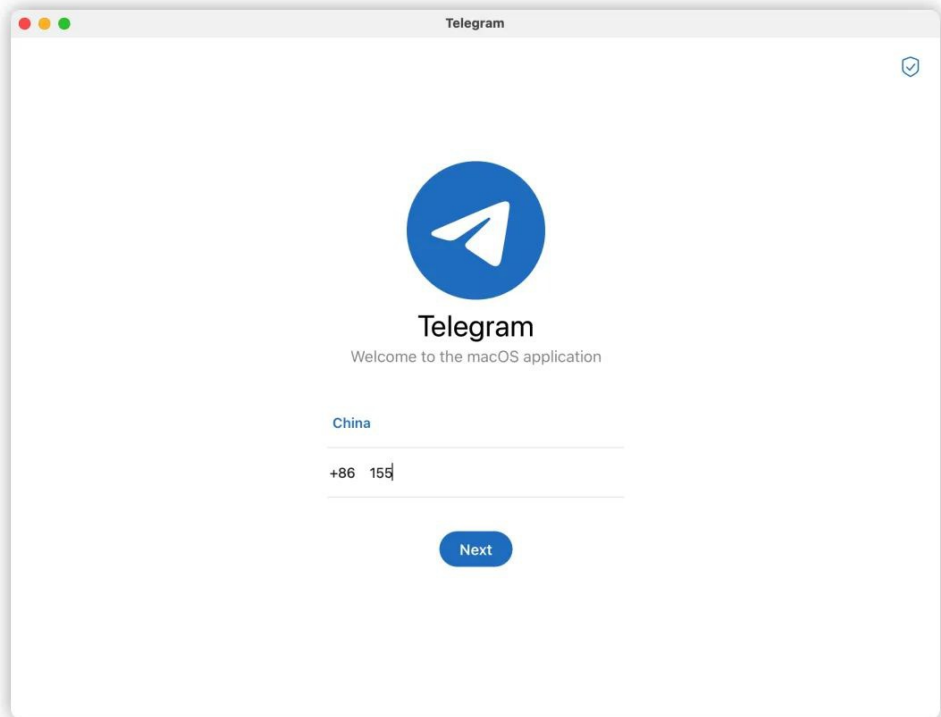 Telegram
Telegram
Welcome to the macOS application
China
+86 155
Next